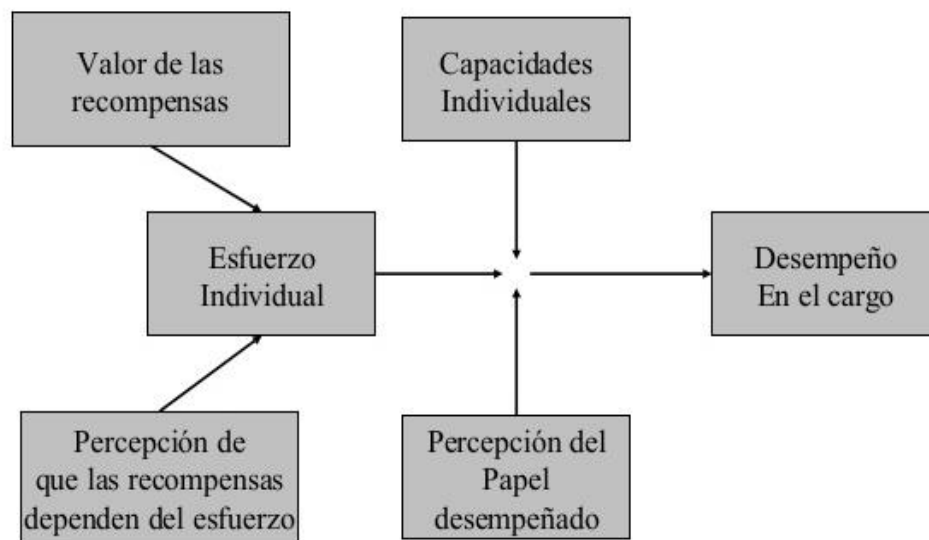 Valor de las
recompensas
Capacidades
Individuales
Esfuerzo
Individual
Desempeño
En el cargo
Percepción de
que las recompensas
dependen del esfuerzo
Percepción del
Papel
desempeñado